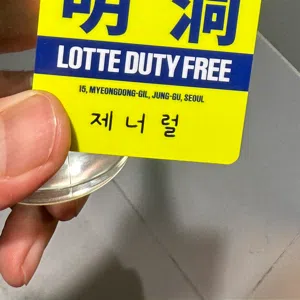 明洞
LOTTE DUTY FREE
15, MYEONGDONG-GIL, JUNG-GU, SEOUL
제너럴